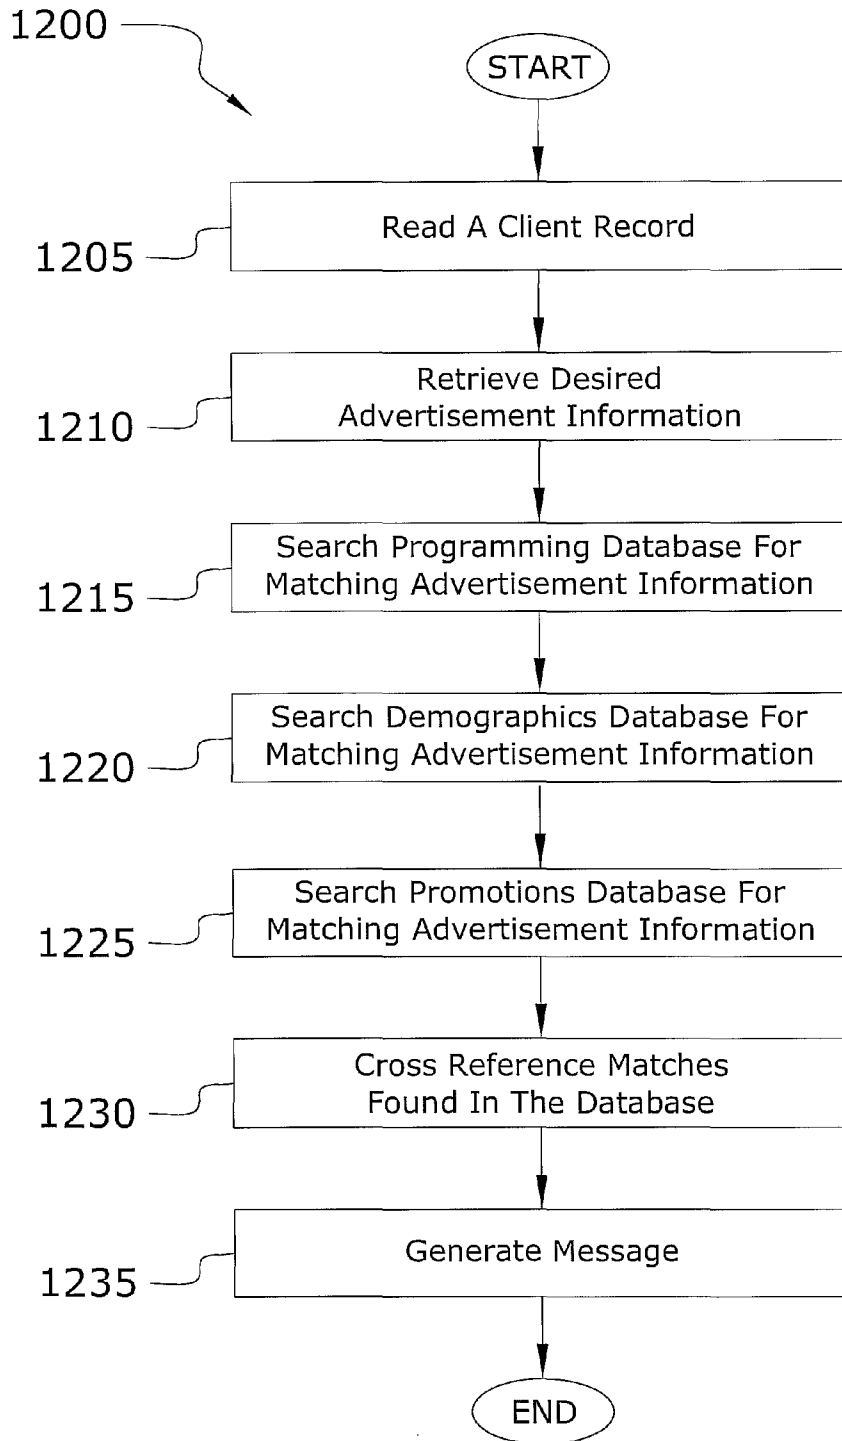 1200
START
1205
Read A Client Record
1210
Retrieve Desired
Advertisement Information
1215
Search Programming Database For
Matching Advertisement Information
1220
Search Demographics Database For
Matching Advertisement Information
1225
Search Promotions Database For
Matching Advertisement Information
1230
Cross Reference Matches
Found In The Database
1235
Generate Message
END